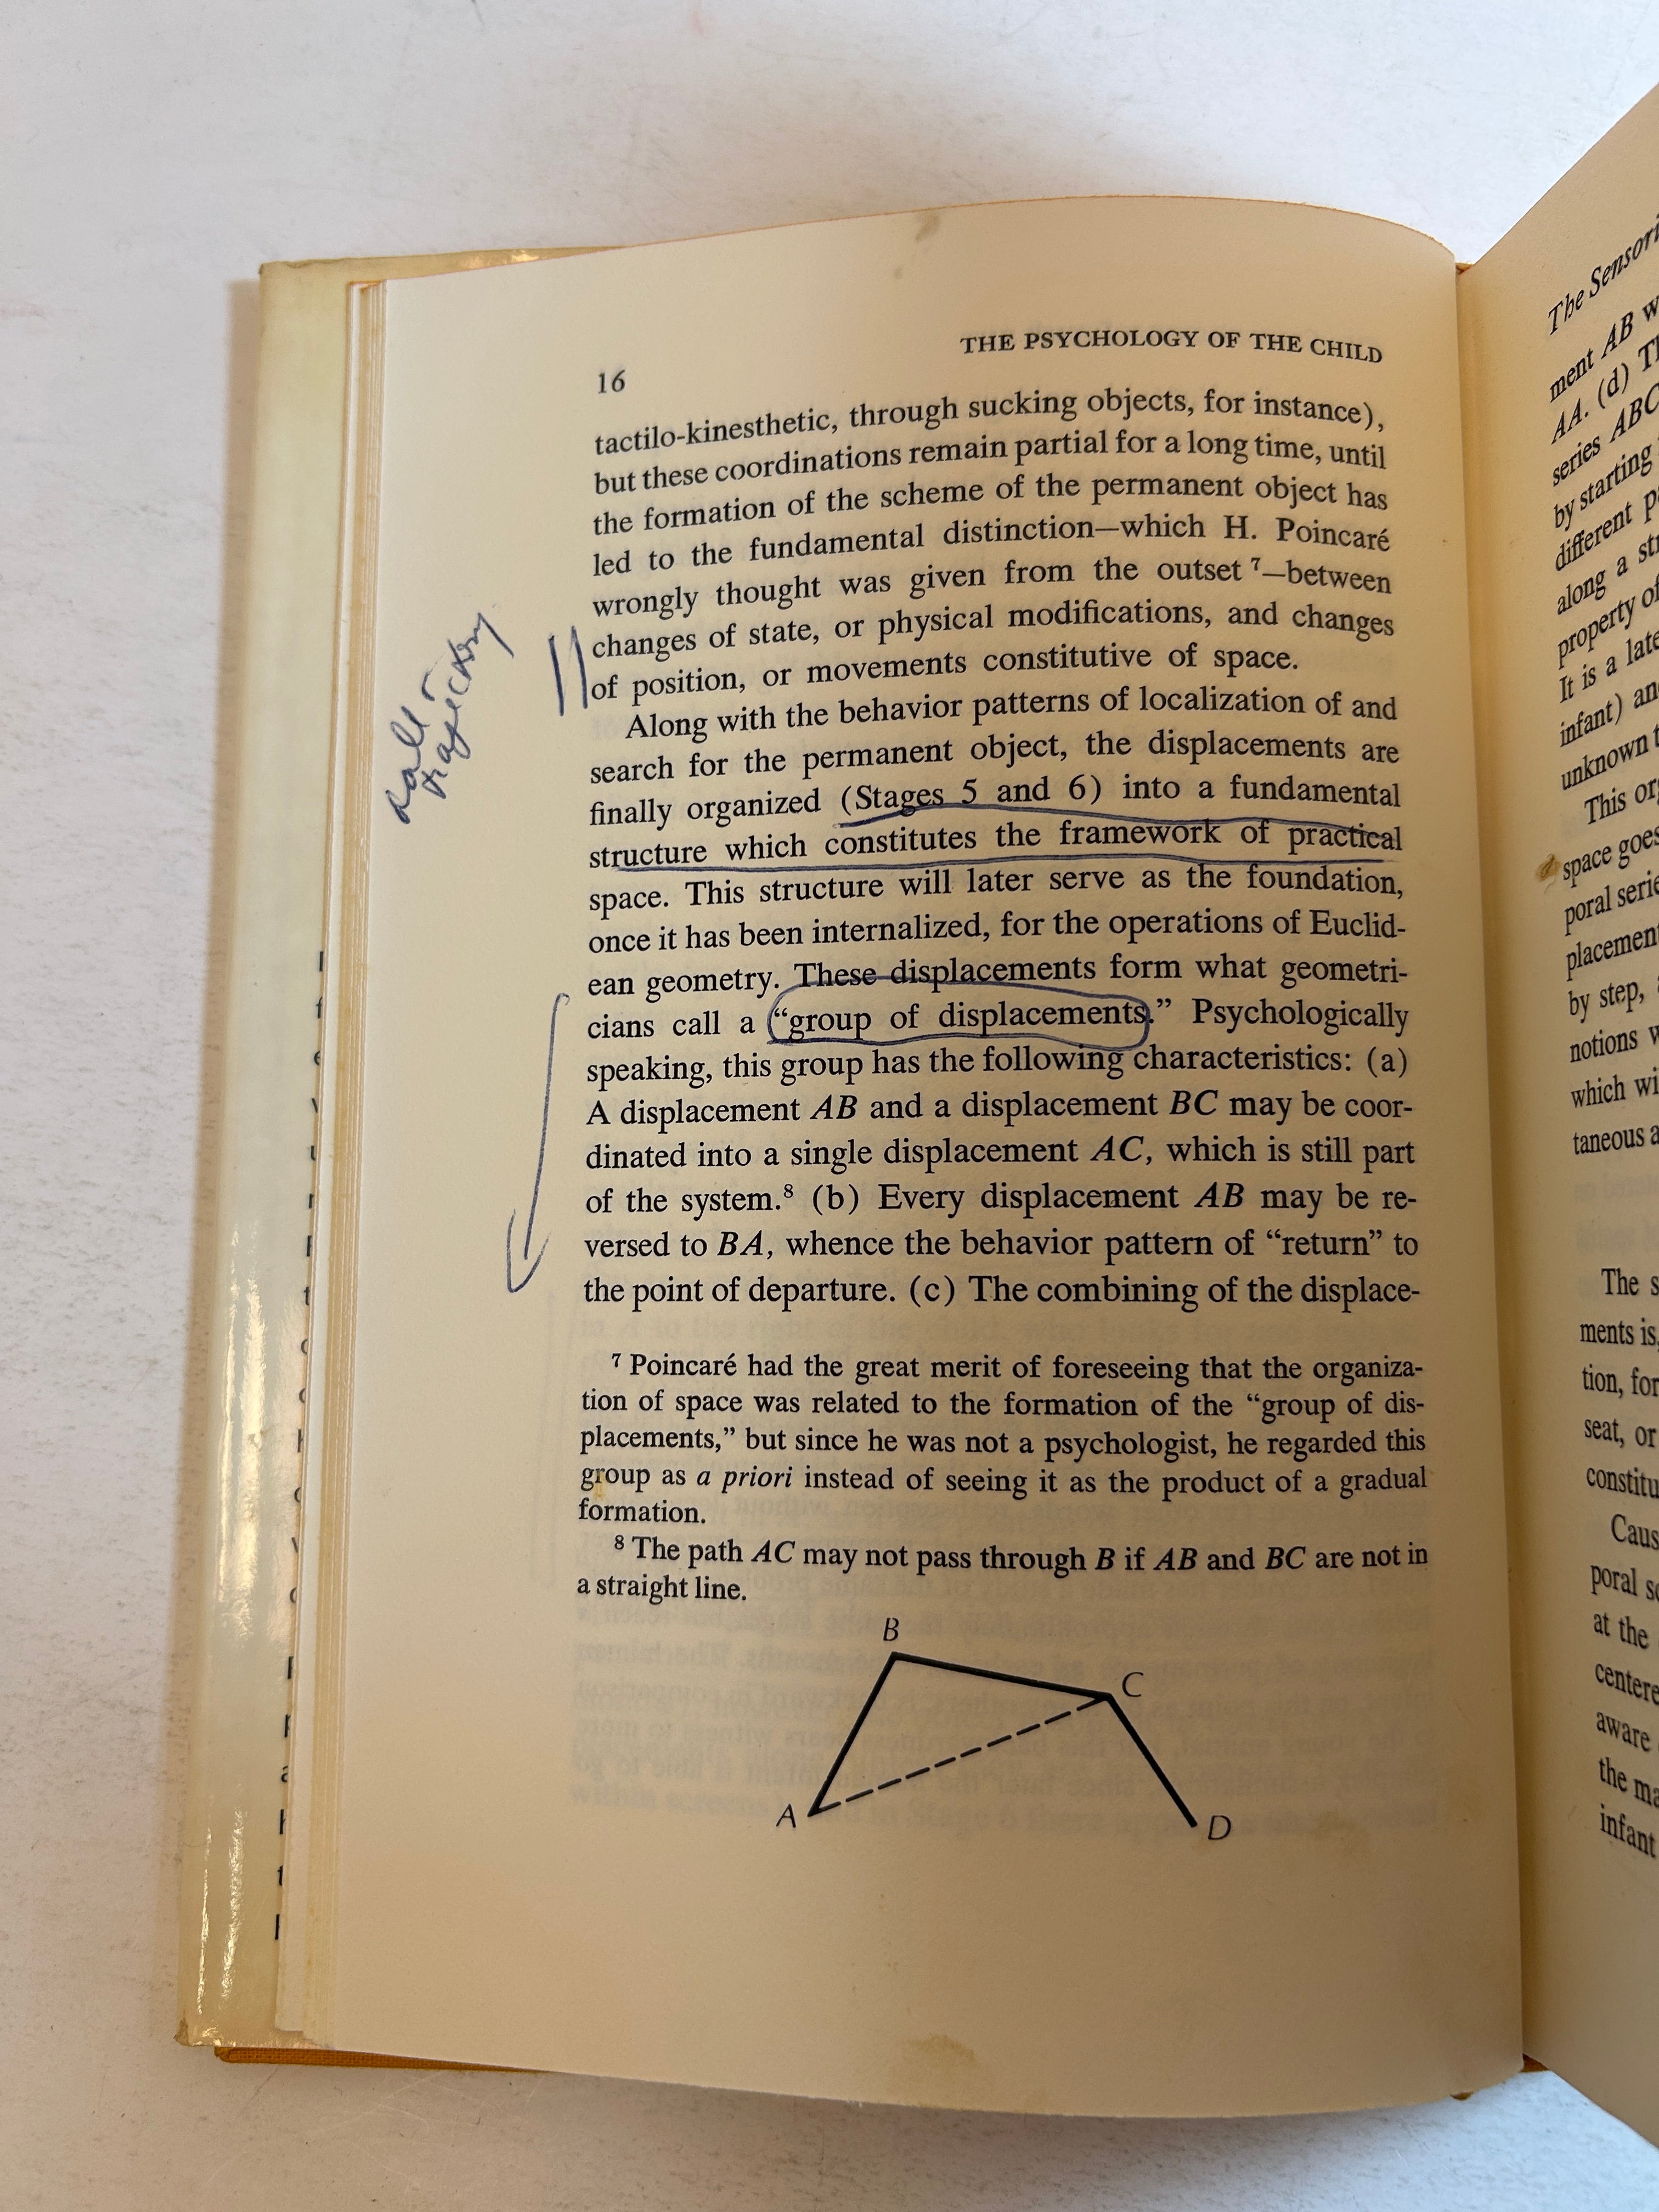 THE PSYCHOLOGY OF THE CHILD
16
tactilo-kinesthetic, through sucking objects, for instance),
but these coordinations remain partial for a long time, until
the formation of the scheme of the permanent object has
led to the fundamental distinction—which H. Poincaré
wrongly thought was given from the outset ⁷—between
changes of state, or physical modifications, and changes
of position, or movements constitutive of space.
Along with the behavior patterns of localization of and
search for the permanent object, the displacements are
finally organized (Stages 5 and 6) into a fundamental
structure which constitutes the framework of practical
space. This structure will later serve as the foundation,
once it has been internalized, for the operations of Euclid-
ean geometry. These displacements form what geometri-
cians call a “group of displacements.” Psychologically
speaking, this group has the following characteristics: (a)
A displacement AB and a displacement BC may be coor-
dinated into a single displacement AC, which is still part
of the system.⁸ (b) Every displacement AB may be re-
versed to BA, whence the behavior pattern of “return” to
the point of departure. (c) The combining of the displace-
⁷ Poincaré had the great merit of foreseeing that the organiza-
tion of space was related to the formation of the “group of dis-
placements,” but since he was not a psychologist, he regarded this
group as a priori instead of seeing it as the product of a gradual
formation.
⁸ The path AC may not pass through B if AB and BC are not in
a straight line.
B
C
A
D
trajectory
The Sensori
ment AB w
AA. (d) T
series ABC
by starting
different p
along a st
property of
It is a late
infant) an
unknown t
This or
space goes
poral serie
placement
by step,
notions w
which wi
taneous a
The s
ments is,
tion, for
seat, or
constitu
Caus
poral so
at the
centere
aware
the ma
infant